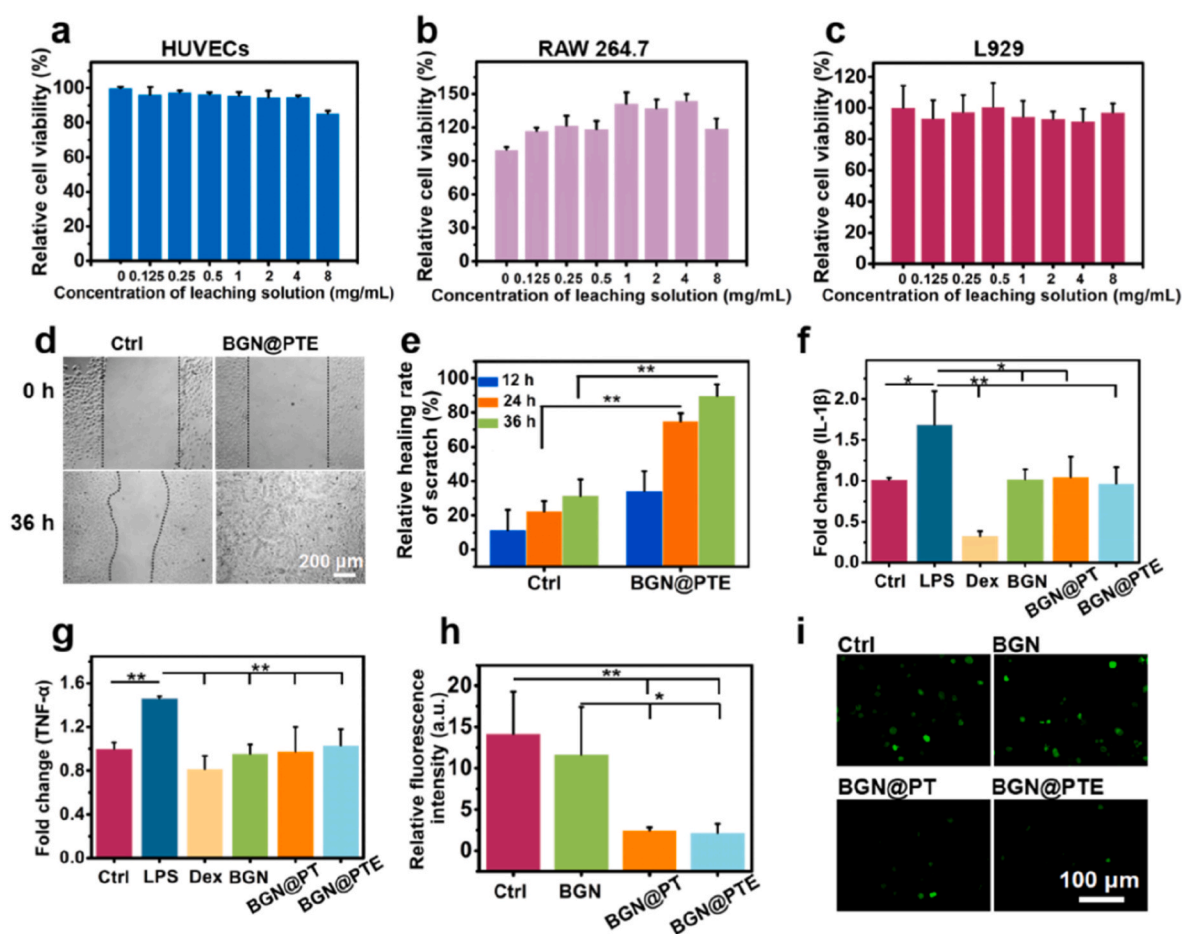 a
HUVECs
Relative cell viability (%)
100
80
60
40
20
0
0 0.125 0.25 0.5 1 2 4 8
Concentration of leaching solution (mg/mL)
b
RAW 264.7
Relative cell viability (%)
150
120
90
60
30
0
0 0.125 0.25 0.5 1 2 4 8
Concentration of leaching solution (mg/mL)
c
L929
Relative cell viability (%)
120
100
80
60
40
20
0
0 0.125 0.25 0.5 1 2 4 8
Concentration of leaching solution (mg/mL)
d
Ctrl BGN@PTE
0 h
36 h
200 μm
e
Relative healing rate
of scratch (%)
100
80
60
40
20
0
12 h
24 h
36 h
**
**
Ctrl BGN@PTE
f
Fold change (IL-1β)
2.0
1.5
1.0
0.5
0.0
*
*
**
Ctrl LPS Dex BGN BGN@PT BGN@PTE
g
Fold change (TNF-α)
1.6
1.2
0.8
0.4
0.0
**
**
Ctrl LPS Dex BGN BGN@PT BGN@PTE
h
Relative fluorescence
intensity (a.u.)
20
15
10
5
0
**
*
Ctrl BGN BGN@PT BGN@PTE
i
Ctrl BGN
BGN@PT BGN@PTE
100 μm